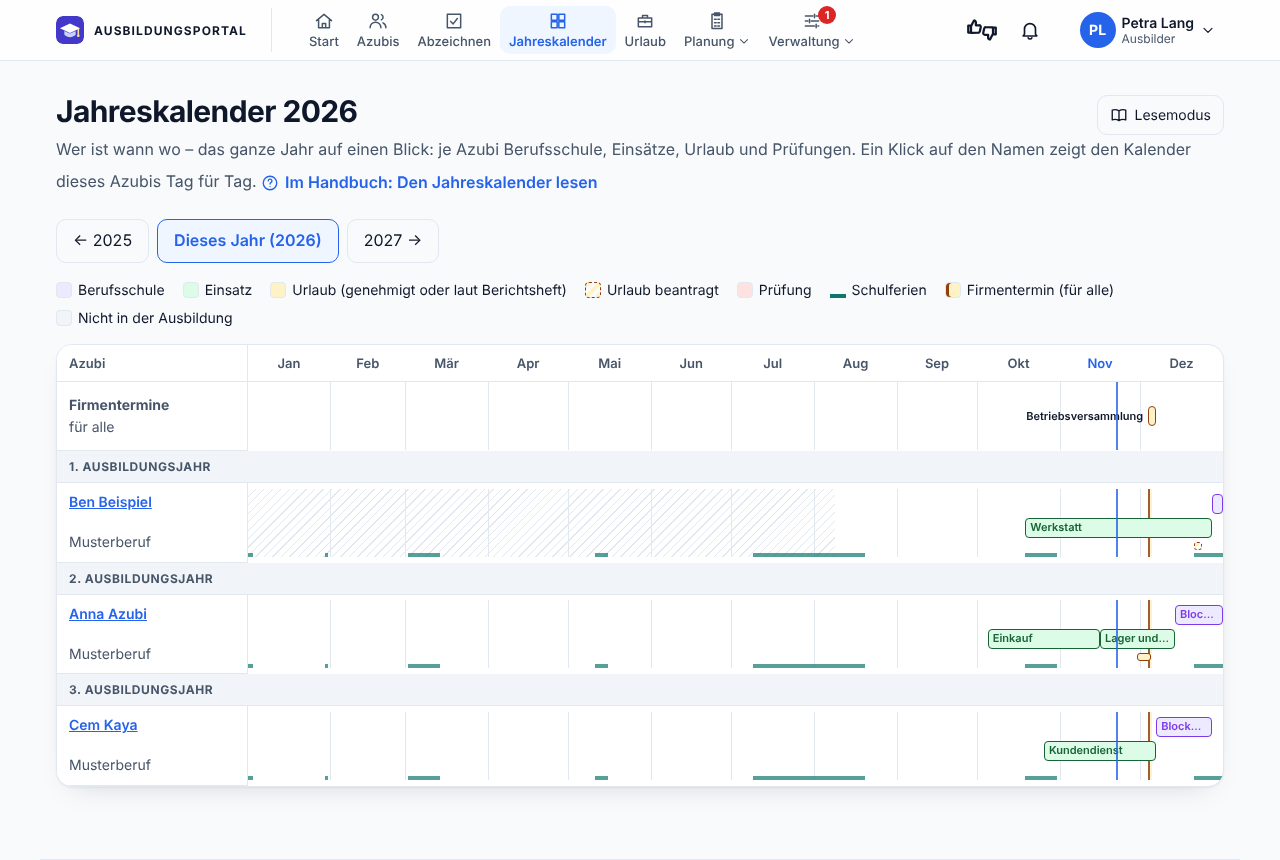 AUSBILDUNGSPORTAL
Start
Azubis
Abzeichnen
Jahreskalender
Urlaub
Planung
Verwaltung
1
PL
Petra Lang
Ausbilder
Jahreskalender 2026
Lesemodus
Wer ist wann wo – das ganze Jahr auf einen Blick: je Azubi Berufsschule, Einsätze, Urlaub und Prüfungen. Ein Klick auf den Namen zeigt den Kalender
dieses Azubis Tag für Tag. Im Handbuch: Den Jahreskalender lesen
← 2025
Dieses Jahr (2026)
2027 →
Berufsschule
Einsatz
Urlaub (genehmigt oder laut Berichtsheft)
Urlaub beantragt
Prüfung
Schulferien
Firmentermin (für alle)
Nicht in der Ausbildung
Azubi Jan Feb Mär Apr Mai Jun Jul Aug Sep Okt Nov Dez
Firmentermine
für alle
Betriebsversammlung
1. AUSBILDUNGSJAHR
Ben Beispiel
Werkstatt
Musterberuf
2. AUSBILDUNGSJAHR
Anna Azubi
Bloc…
Einkauf
Lager und…
Musterberuf
3. AUSBILDUNGSJAHR
Cem Kaya
Block…
Kundendienst
Musterberuf